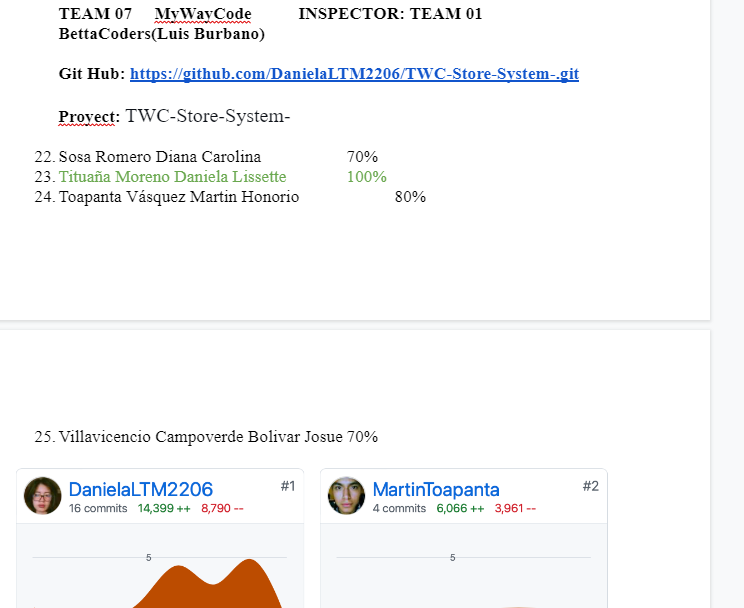 TEAM 07 MyWayCode INSPECTOR: TEAM 01
BettaCoders(Luis Burbano)
Git Hub: https://github.com/DanielaLTM2206/TWC-Store-System-.git
Proyect: TWC-Store-System-
22. Sosa Romero Diana Carolina 70%
23. Tituaña Moreno Daniela Lissette 100%
24. Toapanta Vásquez Martin Honorio 80%
25. Villavicencio Campoverde Bolivar Josue 70%
DanielaLTM2206 #1
16 commits 14,399 ++ 8,790 --
5
MartinToapanta #2
4 commits 6,066 ++ 3,961 --
5